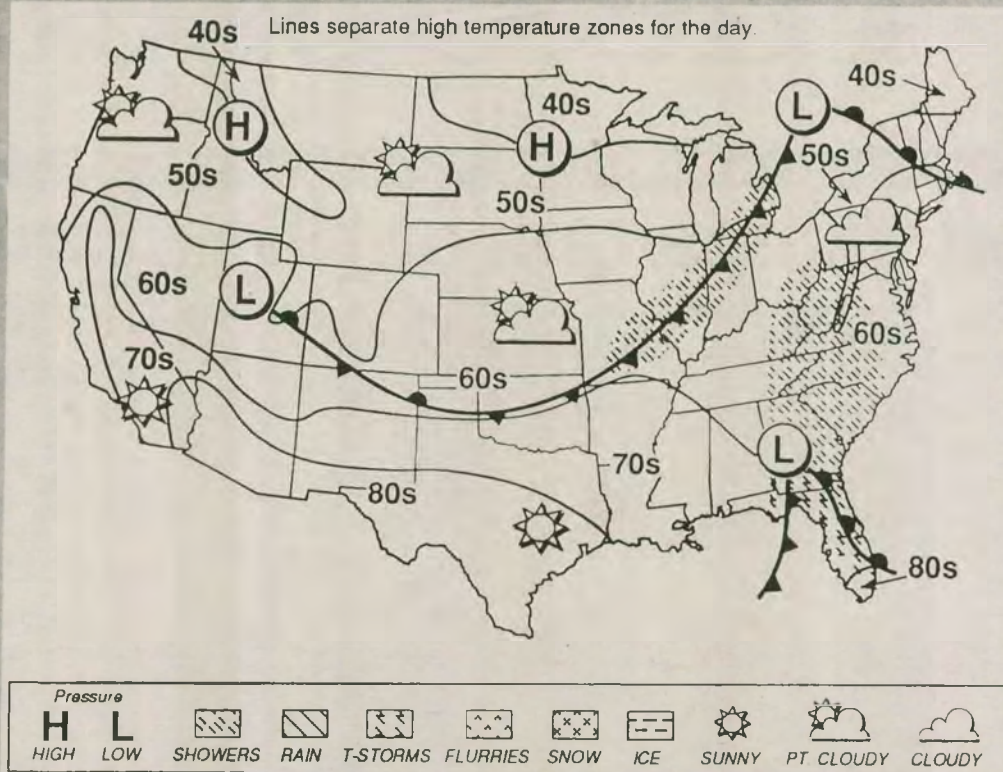 Lines separate high temperature zones for the day.
40s
40s
40s
H
L
H
50s
50s
50s
60s
L
60s
70s
60s
L
70s
80s
80s
Pressure
H L
HIGH LOW SHOWERS RAIN T-STORMS FLURRIES SNOW ICE SUNNY PT. CLOUDY CLOUDY